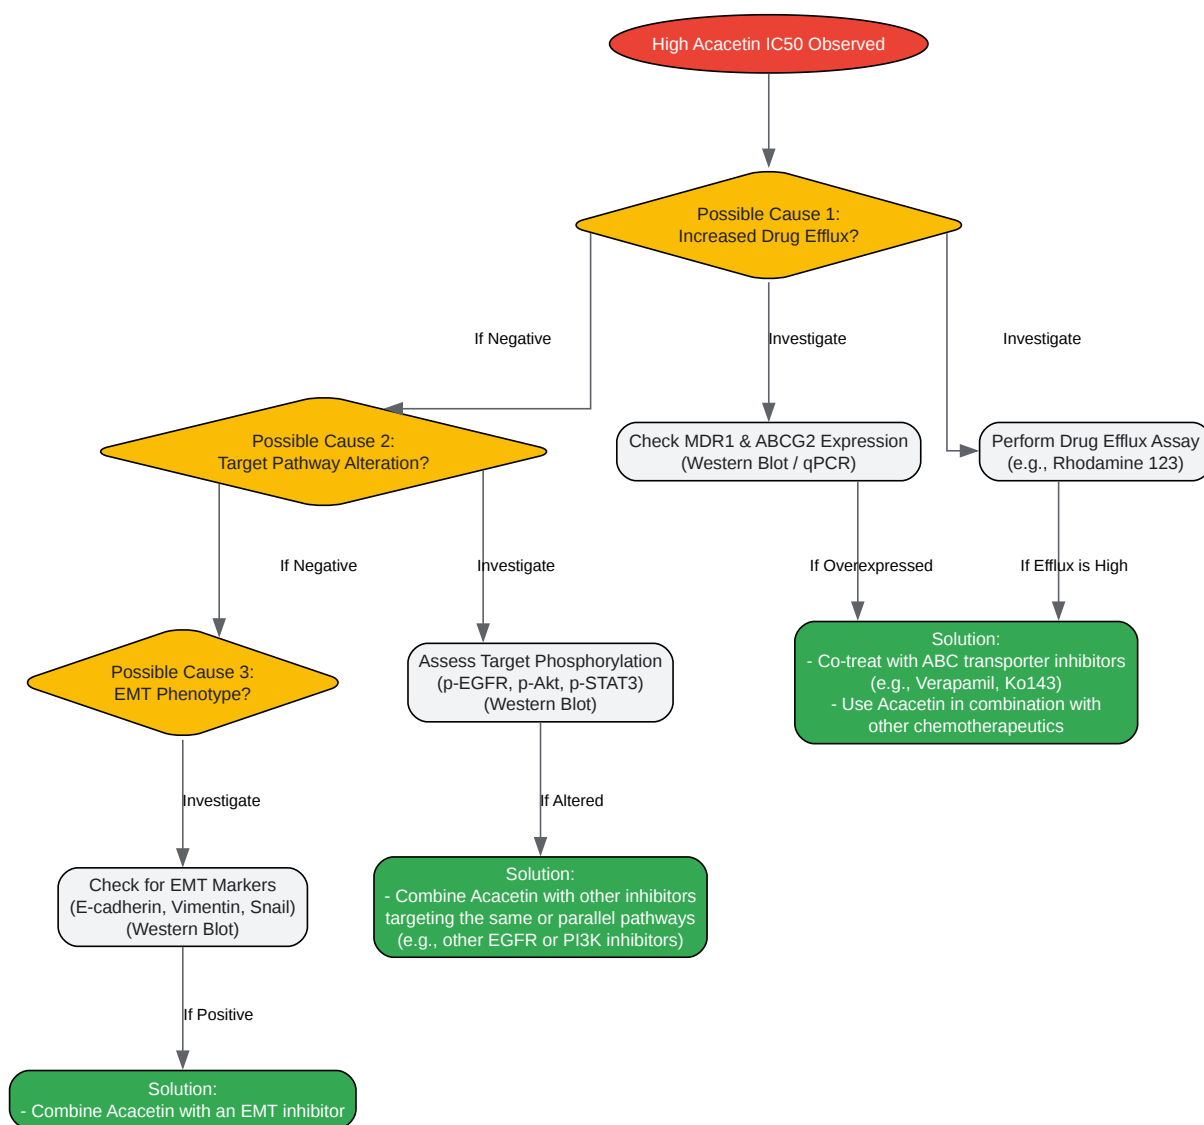 High Acacetin IC50 Observed
Possible Cause 1:
Increased Drug Efflux?
If Negative
Investigate
Investigate
Possible Cause 2:
Target Pathway Alteration?
Check MDR1 & ABCG2 Expression
(Western Blot / qPCR)
Perform Drug Efflux Assay
(e.g., Rhodamine 123)
If Negative
Investigate
If Overexpressed
If Efflux is High
Possible Cause 3:
EMT Phenotype?
Assess Target Phosphorylation
(p-EGFR, p-Akt, p-STAT3)
(Western Blot)
Solution:
- Co-treat with ABC transporter inhibitors
(e.g., Verapamil, Ko143)
- Use Acacetin in combination with
other chemotherapeutics
Investigate
If Altered
Check for EMT Markers
(E-cadherin, Vimentin, Snail)
(Western Blot)
Solution:
- Combine Acacetin with other inhibitors
targeting the same or parallel pathways
(e.g., other EGFR or PI3K inhibitors)
If Positive
Solution:
- Combine Acacetin with an EMT inhibitor